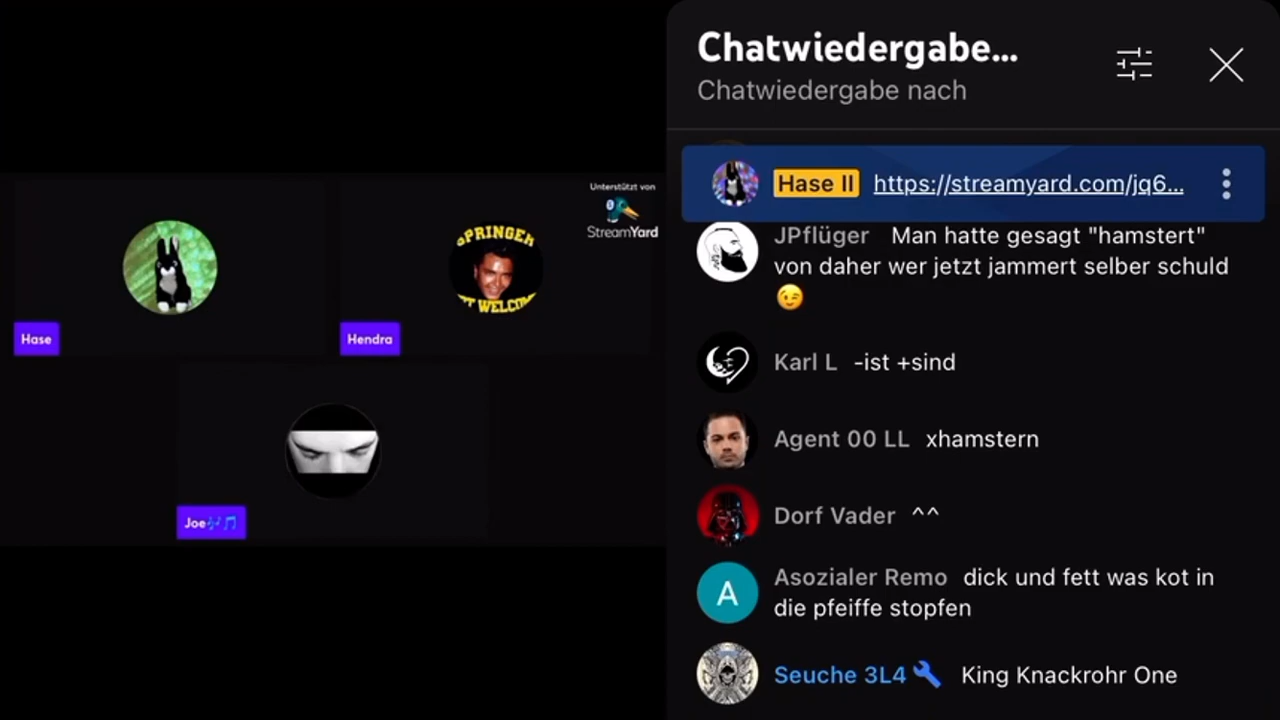 Unterstützt von
StreamYard
SPRINGER
WELCOM
Hase
Hendra
Joe🎶🎵
Chatwiedergabe...
Chatwiedergabe nach
Hase II https://streamyard.com/jq6...
JPflüger Man hatte gesagt "hamstert"
von daher wer jetzt jammert selber schuld
😉
Karl L -ist +sind
Agent 00 LL xhamstern
Dorf Vader ^^
A
Asozialer Remo dick und fett was kot in
die pfeiffe stopfen
Seuche 3L4 King Knackrohr One